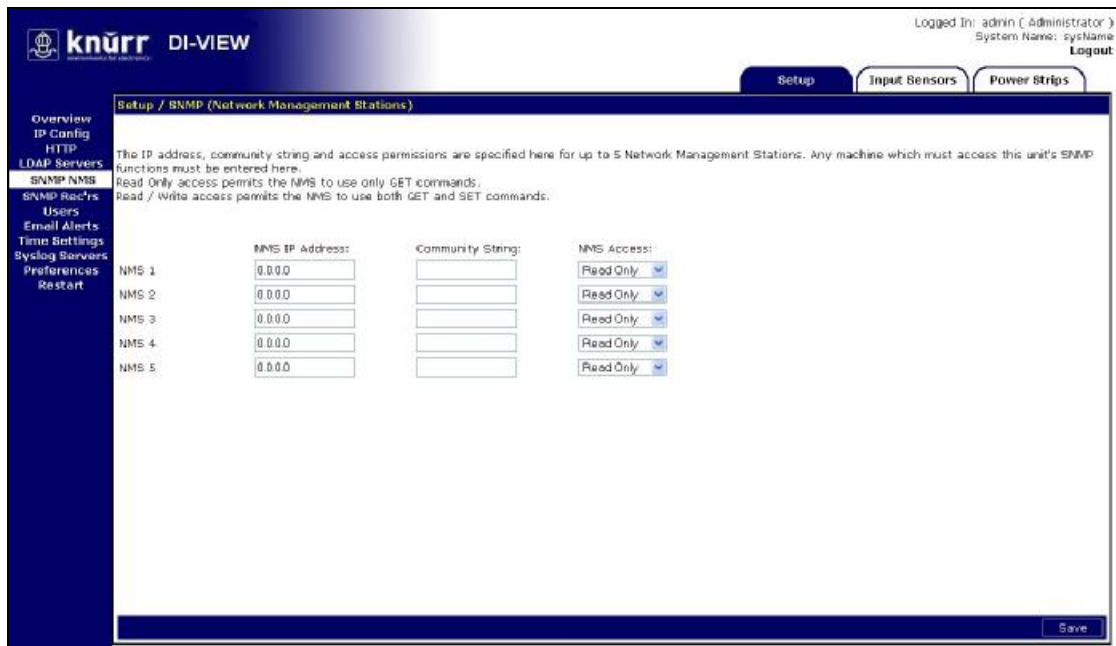 Logged In: admin ( Administrator )
System Name: sysName
Logout
knürr DI-VIEW
Setup
Input Sensors
Power Strips
Setup / SNMP (Network Management Stations)
Overview
IP Config
HTTP
LDAP Servers
SNMP NMS
SNMP Rec'rs
Users
Email Alerts
Time Settings
Syslog Servers
Preferences
Restart
The IP address, community string and access permissions are specified here for up to 5 Network Management Stations. Any machine which must access this unit's SNMP
functions must be entered here.
Read Only access permits the NMS to use only GET commands.
Read / Write access permits the NMS to use both GET and SET commands.
NMS IP Address: Community String: NMS Access:
NMS 1 0.0.0.0 Read Only
NMS 2 0.0.0.0 Read Only
NMS 3 0.0.0.0 Read Only
NMS 4 0.0.0.0 Read Only
NMS 5 0.0.0.0 Read Only
Save